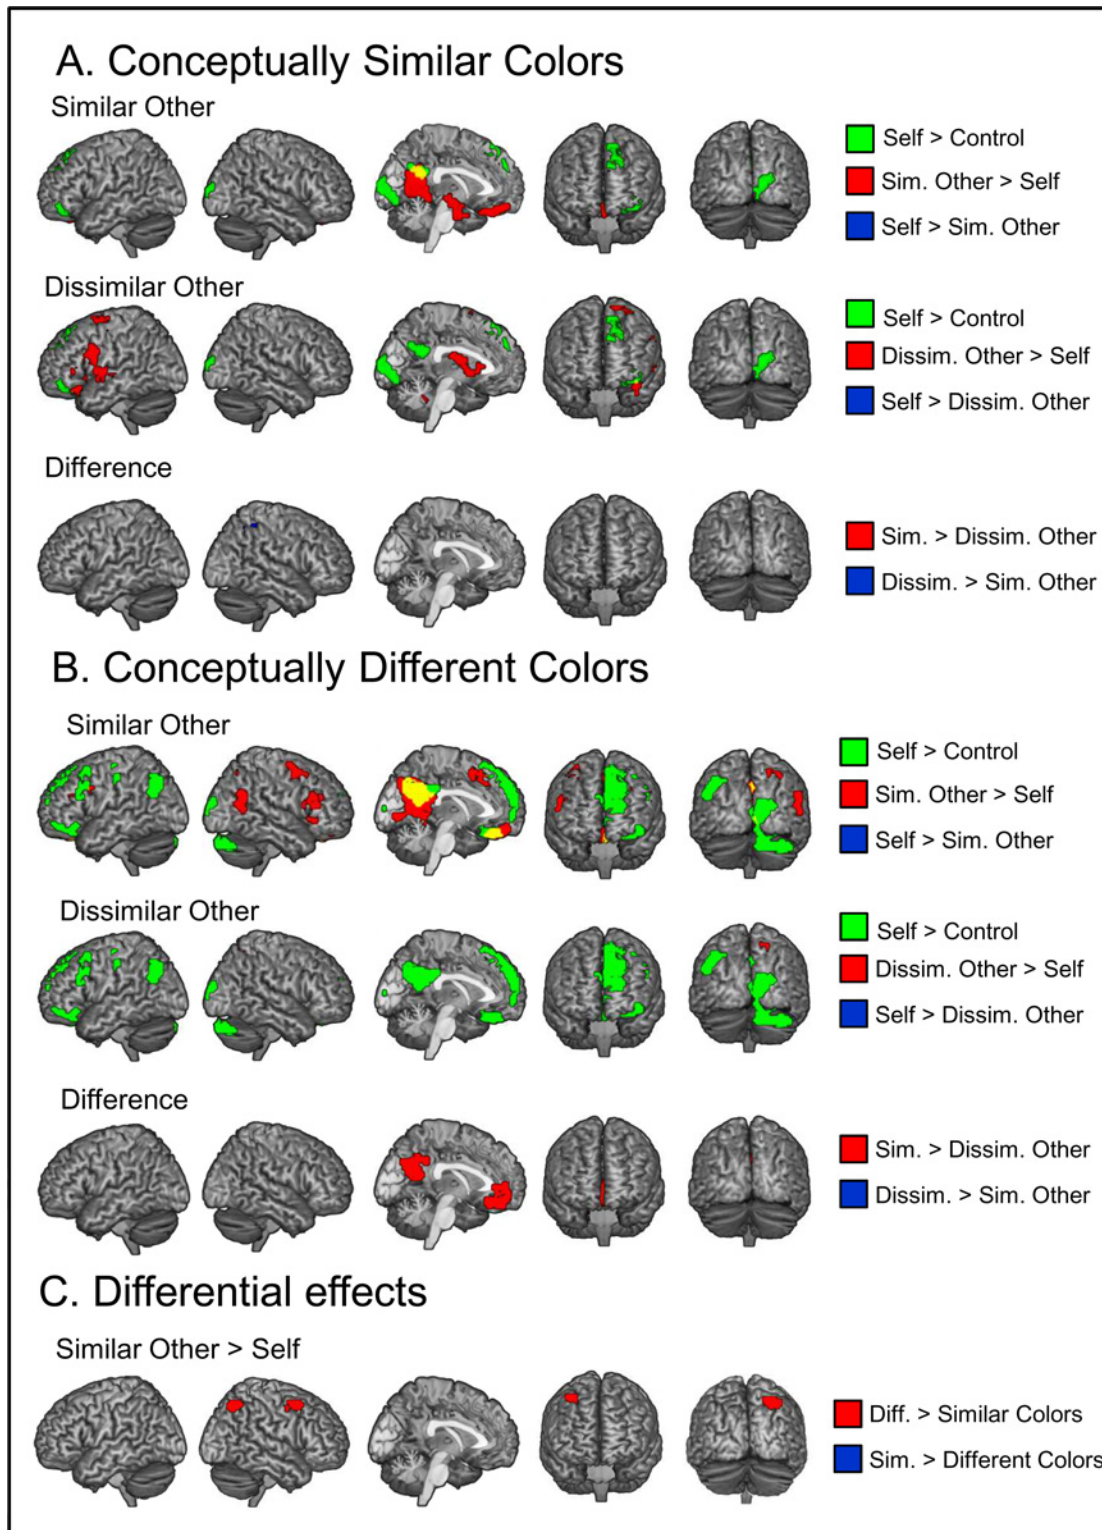 A. Conceptually Similar Colors
Similar Other
Self > Control
Sim. Other > Self
Self > Sim. Other
Dissimilar Other
Self > Control
Dissim. Other > Self
Self > Dissim. Other
Difference
Sim. > Dissim. Other
Dissim. > Sim. Other
B. Conceptually Different Colors
Similar Other
Self > Control
Sim. Other > Self
Self > Sim. Other
Dissimilar Other
Self > Control
Dissim. Other > Self
Self > Dissim. Other
Difference
Sim. > Dissim. Other
Dissim. > Sim. Other
C. Differential effects
Similar Other > Self
Diff. > Similar Colors
Sim. > Different Colors